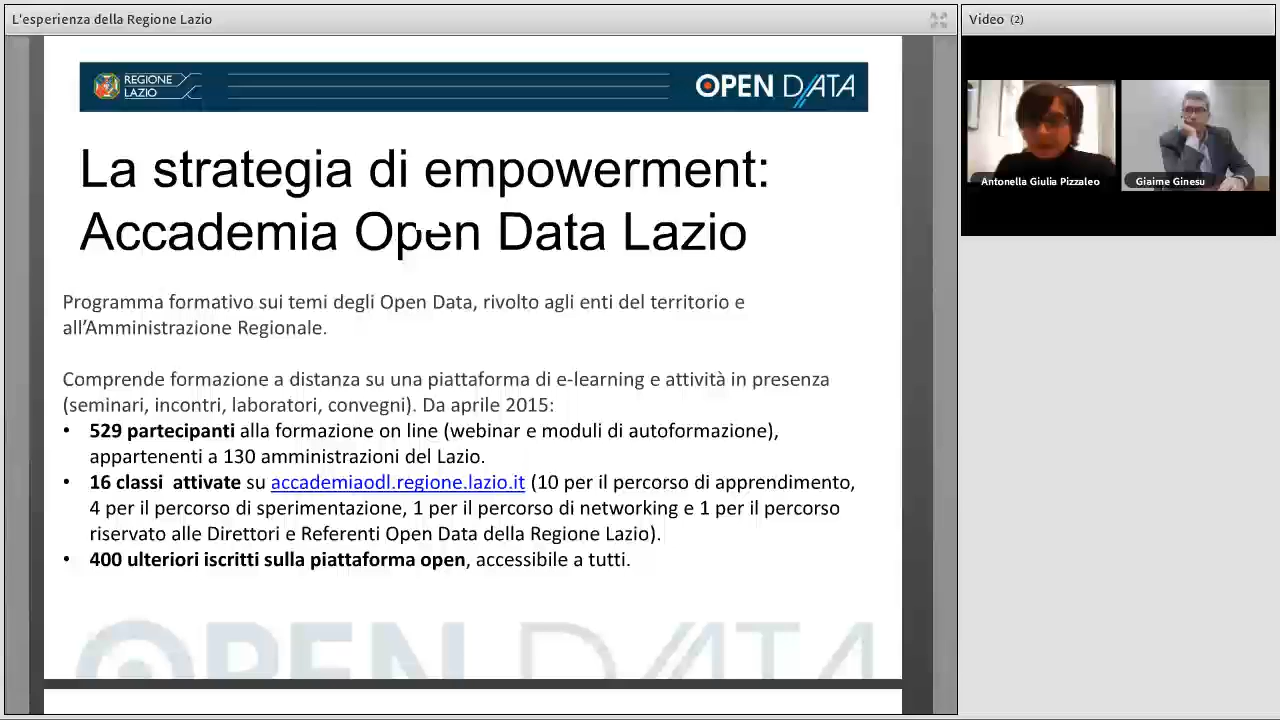 L'esperienza della Regione Lazio
Video (2)
REGIONE
LAZIO
OPEN DATA
Antonella Giulia Pizzaleo
Giaime Ginesu
La strategia di empowerment:
Accademia Open Data Lazio
Programma formativo sui temi degli Open Data, rivolto agli enti del territorio e
all’Amministrazione Regionale.
Comprende formazione a distanza su una piattaforma di e-learning e attività in presenza
(seminari, incontri, laboratori, convegni). Da aprile 2015:
• 529 partecipanti alla formazione on line (webinar e moduli di autoformazione),
appartenenti a 130 amministrazioni del Lazio.
• 16 classi attivate su accademiaodl.regione.lazio.it (10 per il percorso di apprendimento,
4 per il percorso di sperimentazione, 1 per il percorso di networking e 1 per il percorso
riservato alle Direttori e Referenti Open Data della Regione Lazio).
• 400 ulteriori iscritti sulla piattaforma open, accessibile a tutti.
OPEN DATA